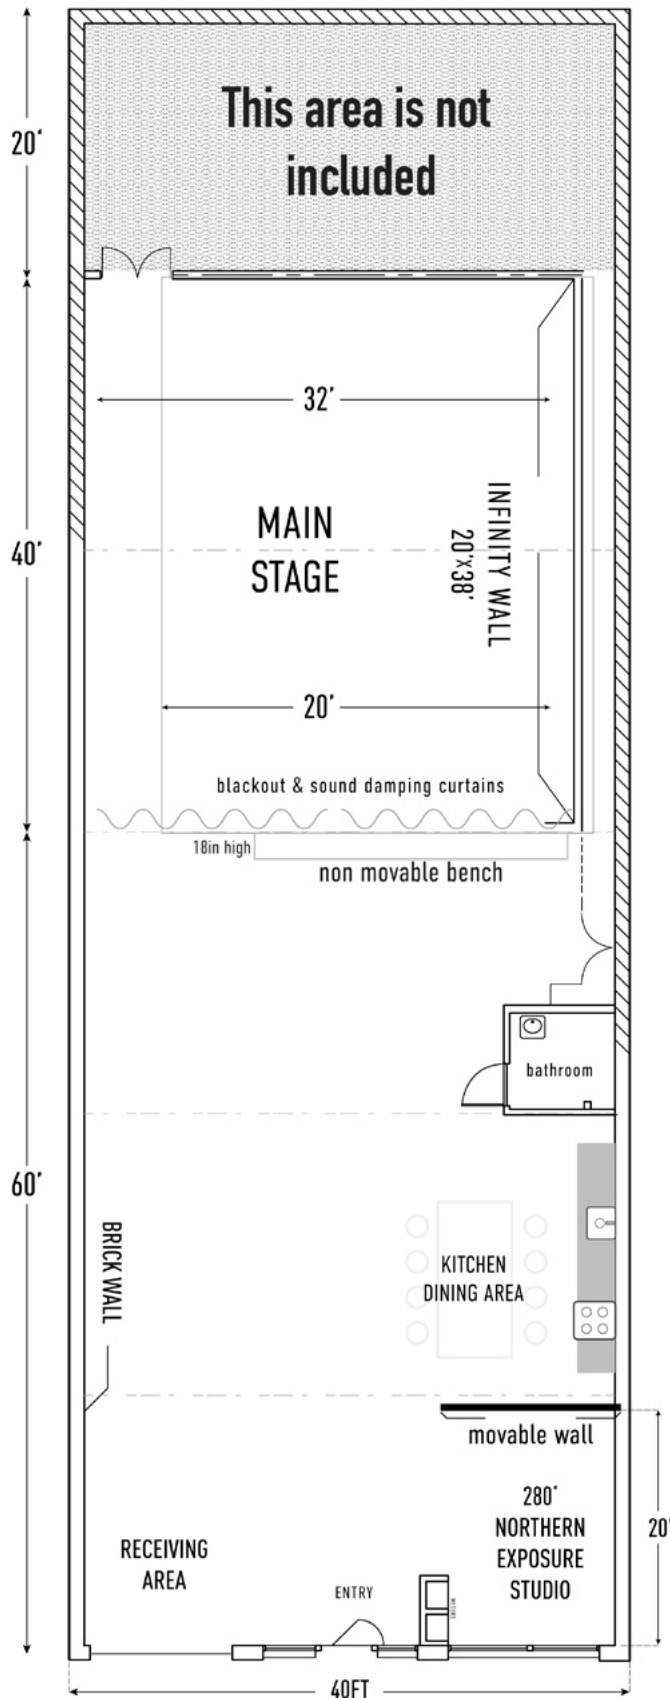 This area is not
included
20'
32'
MAIN
STAGE
INFINITY WALL
20'x38'
40'
20'
blackout & sound damping curtains
18in high
non movable bench
bathroom
60'
BRICK WALL
KITCHEN
DINING AREA
movable wall
280'
NORTHERN
EXPOSURE
STUDIO
20'
RECEIVING
AREA
ENTRY
40FT